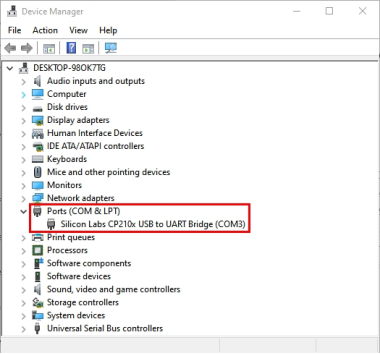 Device Manager
File Action View Help
DESKTOP-98OK7TG
Audio inputs and outputs
Computer
Disk drives
Display adapters
Human Interface Devices
IDE ATA/ATAPI controllers
Keyboards
Mice and other pointing devices
Monitors
Network adapters
Ports (COM & LPT)
Silicon Labs CP210x USB to UART Bridge (COM3)
Print queues
Processors
Software components
Software devices
Sound, video and game controllers
Storage controllers
System devices
Universal Serial Bus controllers